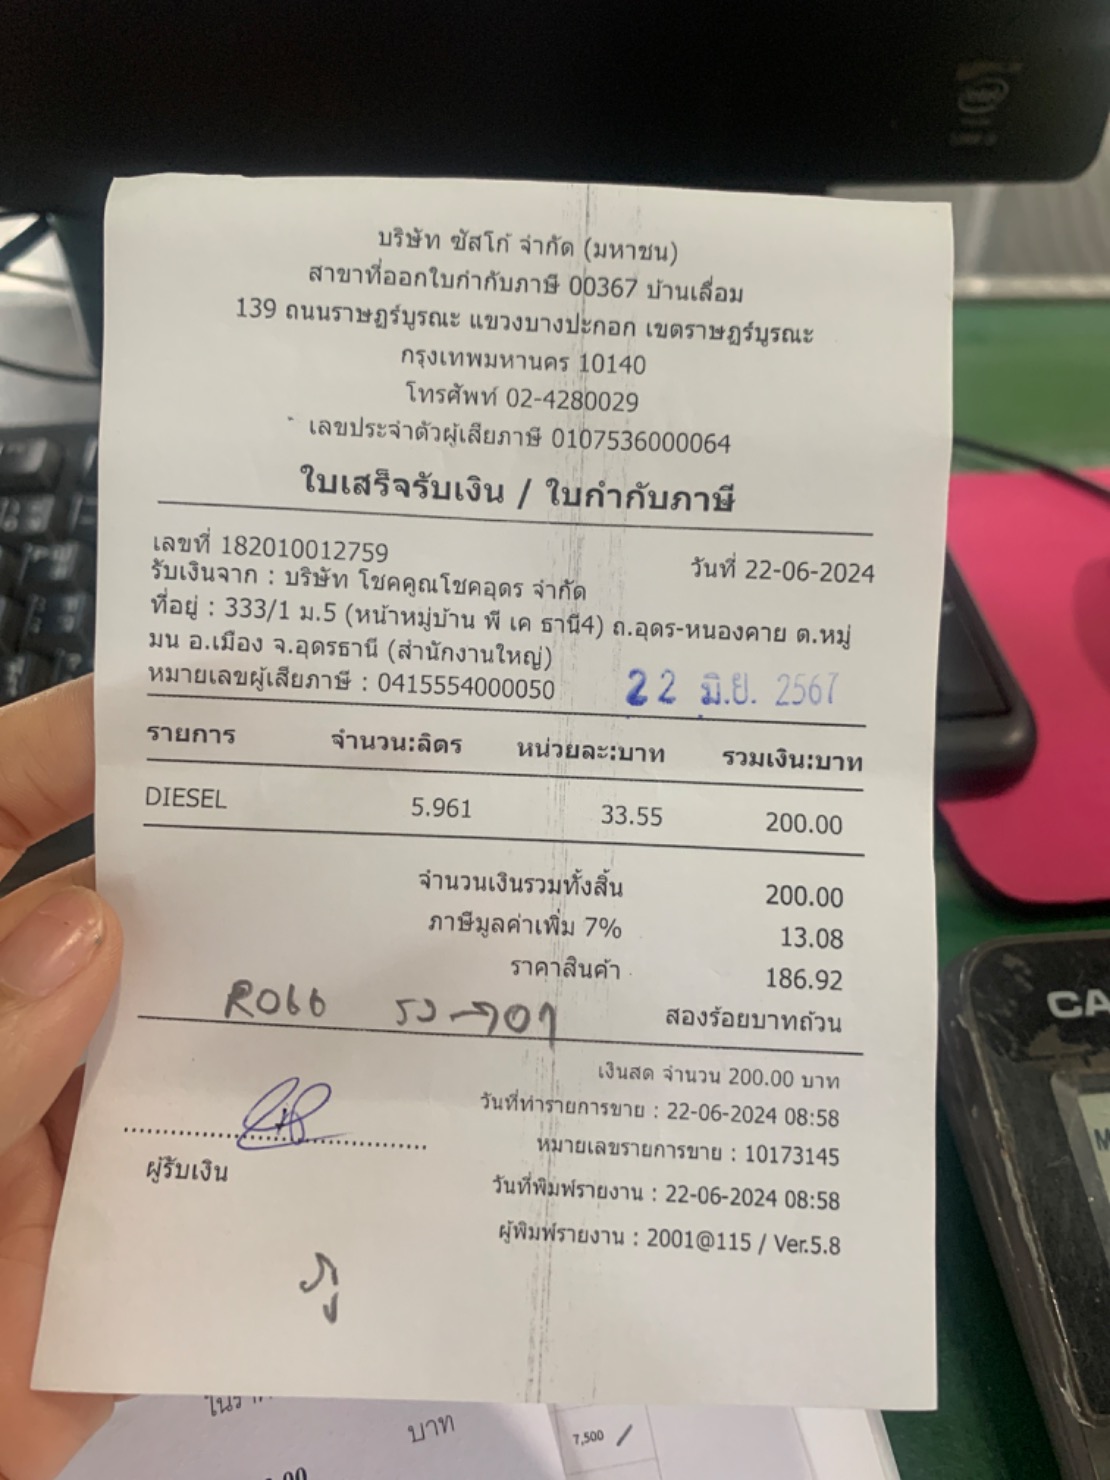 intel
บริษัท ซัสโก้ จำกัด (มหาชน)
สาขาที่ออกใบกำกับภาษี 00367 บ้านเลื่อม
139 ถนนราษฎร์บูรณะ แขวงบางปะกอก เขตราษฎร์บูรณะ
กรุงเทพมหานคร 10140
โทรศัพท์ 02-4280029
เลขประจำตัวผู้เสียภาษี 0107536000064
ใบเสร็จรับเงิน / ใบกำกับภาษี
เลขที่ 182010012759 วันที่ 22-06-2024
รับเงินจาก : บริษัท โชคคูณโชคอุดร จำกัด
ที่อยู่ : 333/1 ม.5 (หน้าหมู่บ้าน พี เค ธานี4) ถ.อุดร-หนองคาย ต.หมู่
มน อ.เมือง จ.อุดรธานี (สำนักงานใหญ่)
หมายเลขผู้เสียภาษี : 0415554000050 22 มิ.ย. 2567
รายการ จำนวน:ลิตร หน่วยละ:บาท รวมเงิน:บาท
DIESEL 5.961 33.55 200.00
จำนวนเงินรวมทั้งสิ้น 200.00
ภาษีมูลค่าเพิ่ม 7% 13.08
ราคาสินค้า 186.92
R066 สองร้อยบาทถ้วน
เงินสด จำนวน 200.00 บาท
วันที่ทำรายการขาย : 22-06-2024 08:58
หมายเลขรายการขาย : 10173145
ผู้รับเงิน
วันที่พิมพ์รายงาน : 22-06-2024 08:58
ผู้พิมพ์รายงาน : 2001@115 / Ver.5.8
ภู
บาท
7,500
CA